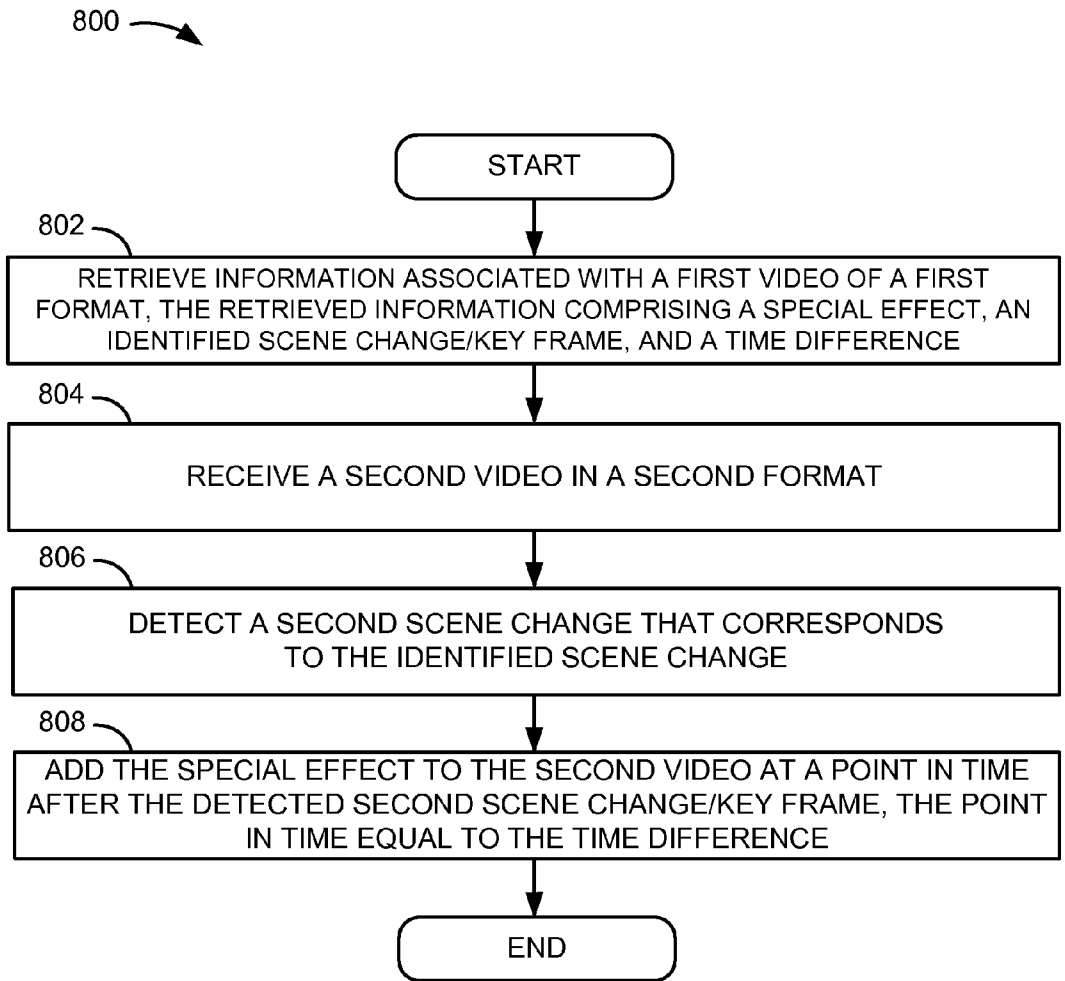 800
START
802
RETRIEVE INFORMATION ASSOCIATED WITH A FIRST VIDEO OF A FIRST
FORMAT, THE RETRIEVED INFORMATION COMPRISING A SPECIAL EFFECT, AN
IDENTIFIED SCENE CHANGE/KEY FRAME, AND A TIME DIFFERENCE
804
RECEIVE A SECOND VIDEO IN A SECOND FORMAT
806
DETECT A SECOND SCENE CHANGE THAT CORRESPONDS
TO THE IDENTIFIED SCENE CHANGE
808
ADD THE SPECIAL EFFECT TO THE SECOND VIDEO AT A POINT IN TIME
AFTER THE DETECTED SECOND SCENE CHANGE/KEY FRAME, THE POINT
IN TIME EQUAL TO THE TIME DIFFERENCE
END